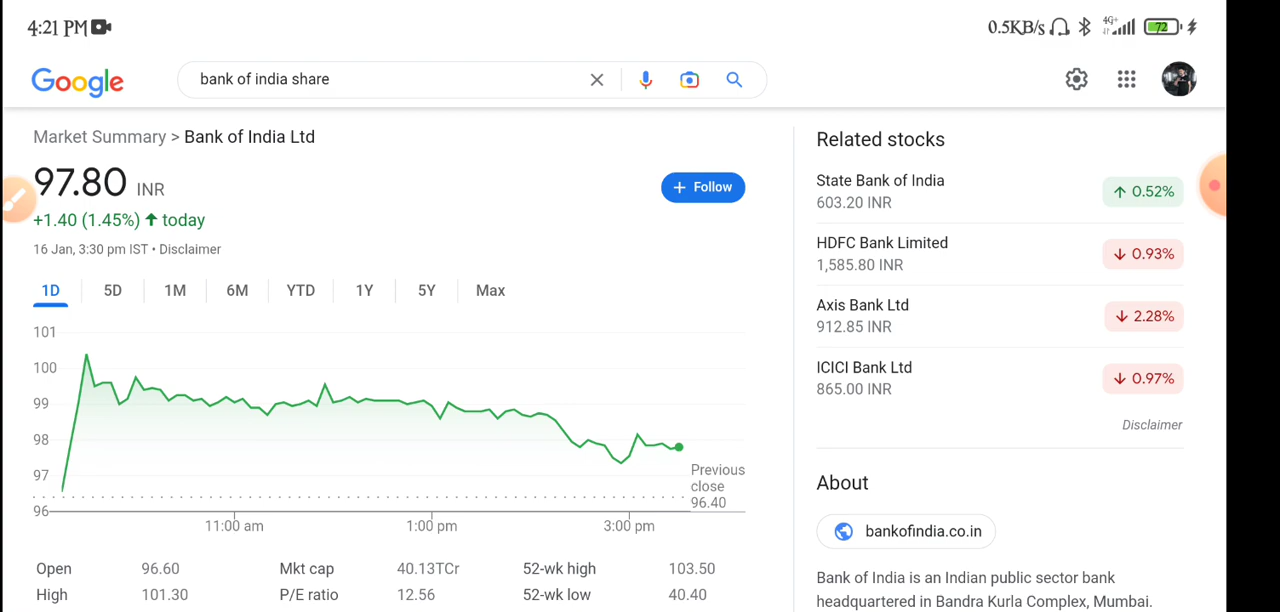 4:21 PM
0.5KB/s 4G+ 72
Google
bank of india share
Market Summary > Bank of India Ltd
97.80 INR
+ Follow
+1.40 (1.45%) ↑ today
16 Jan, 3:30 pm IST • Disclaimer
1D 5D 1M 6M YTD 1Y 5Y Max
101
100
99
98
97
96
Previous
close
96.40
11:00 am 1:00 pm 3:00 pm
Open 96.60 Mkt cap 40.13TCr 52-wk high 103.50
High 101.30 P/E ratio 12.56 52-wk low 40.40
Related stocks
State Bank of India
603.20 INR
↑ 0.52%
HDFC Bank Limited
1,585.80 INR
↓ 0.93%
Axis Bank Ltd
912.85 INR
↓ 2.28%
ICICI Bank Ltd
865.00 INR
↓ 0.97%
Disclaimer
About
bankofindia.co.in
Bank of India is an Indian public sector bank
headquartered in Bandra Kurla Complex, Mumbai.